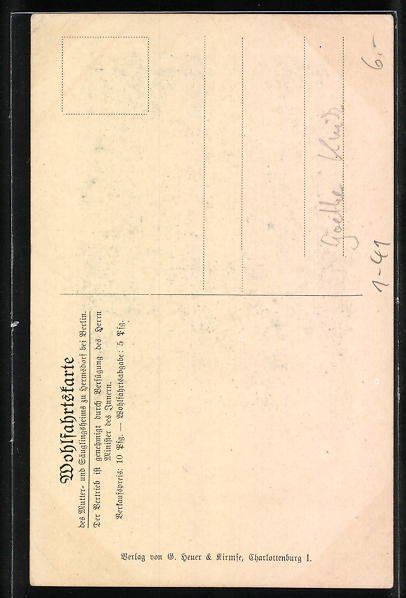 Wohlfahrtskarte
des Mutter- und Säuglingsheims zu Hermsdorf bei Berlin.
Der Vertrieb ist genehmigt durch Verfügung des Herrn
Minister des Innern.
Verkaufspreis: 10 Pfg. — Wohlfahrtsabgabe: 5 Pfg.
Verlag von G. Heuer & Kirmse, Charlottenburg I.
Goethe
1-41
6.-